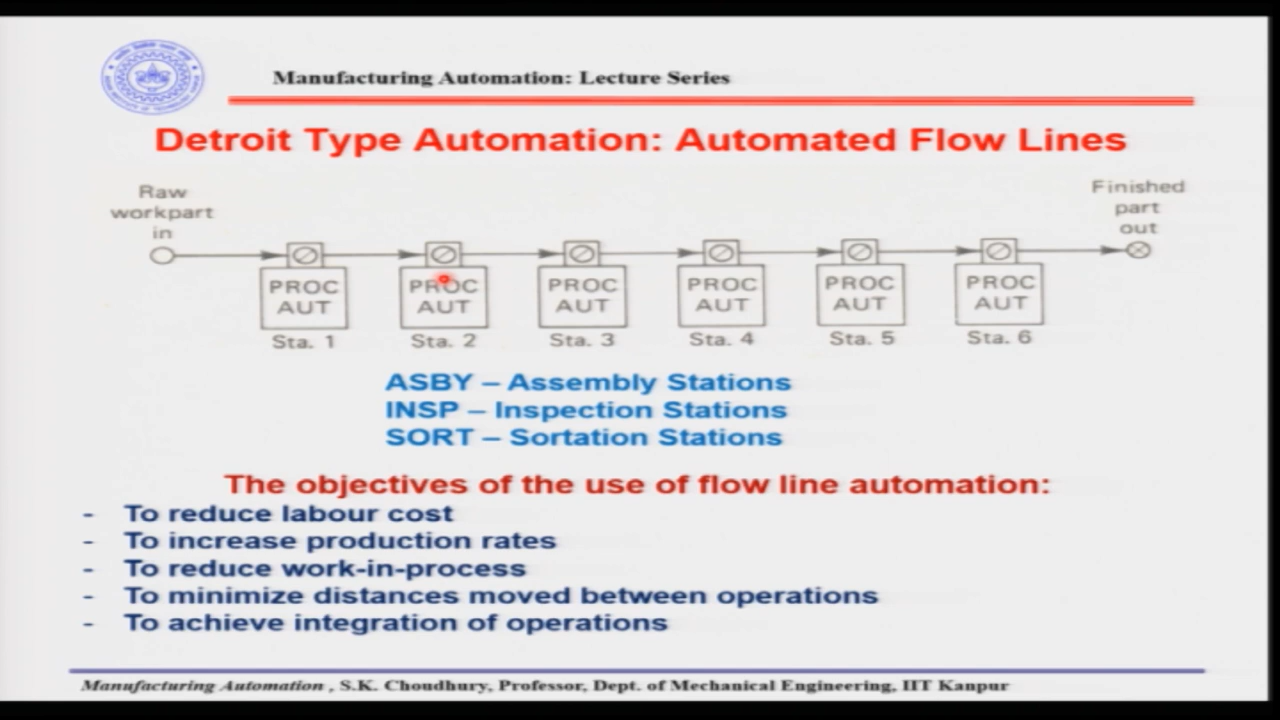 Manufacturing Automation: Lecture Series
Detroit Type Automation: Automated Flow Lines
Raw
workpart
in
Finished
part
out
PROC
AUT
Sta. 1
PROC
AUT
Sta. 2
PROC
AUT
Sta. 3
PROC
AUT
Sta. 4
PROC
AUT
Sta. 5
PROC
AUT
Sta. 6
ASBY – Assembly Stations
INSP – Inspection Stations
SORT – Sortation Stations
The objectives of the use of flow line automation:
- To reduce labour cost
- To increase production rates
- To reduce work-in-process
- To minimize distances moved between operations
- To achieve integration of operations
Manufacturing Automation , S.K. Choudhury, Professor, Dept. of Mechanical Engineering, IIT Kanpur